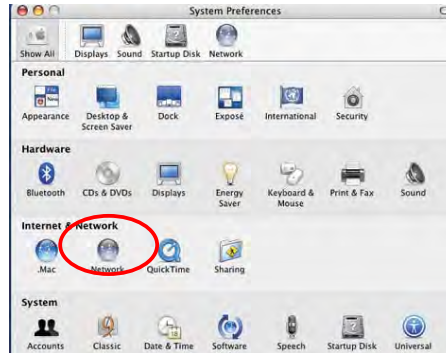 System Preferences
Show All Displays Sound Startup Disk Network
Personal
Appearance Desktop & Screen Saver Dock Exposé International Security
Hardware
Bluetooth CDs & DVDs Displays Energy Saver Keyboard & Mouse Print & Fax Sound
Internet & Network
.Mac Network QuickTime Sharing
System
Accounts Classic Date & Time Software Speech Startup Disk Universal